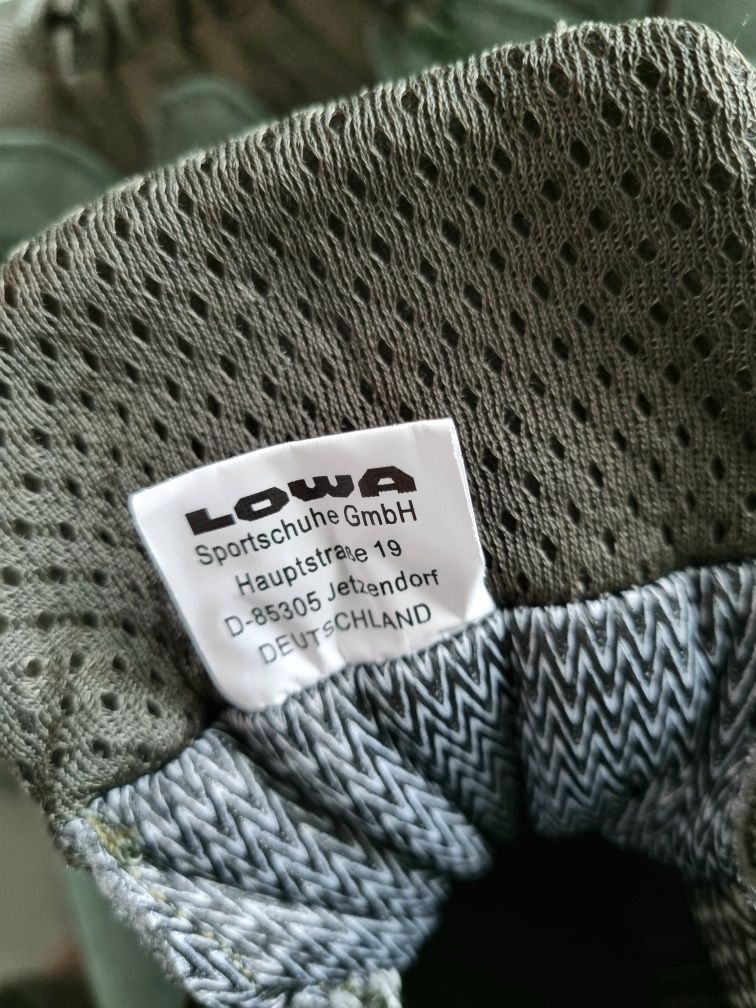 LOWA
Sportschuhe GmbH
Hauptstraße 19
D-85305 Jetzendorf
DEUTSCHLAND